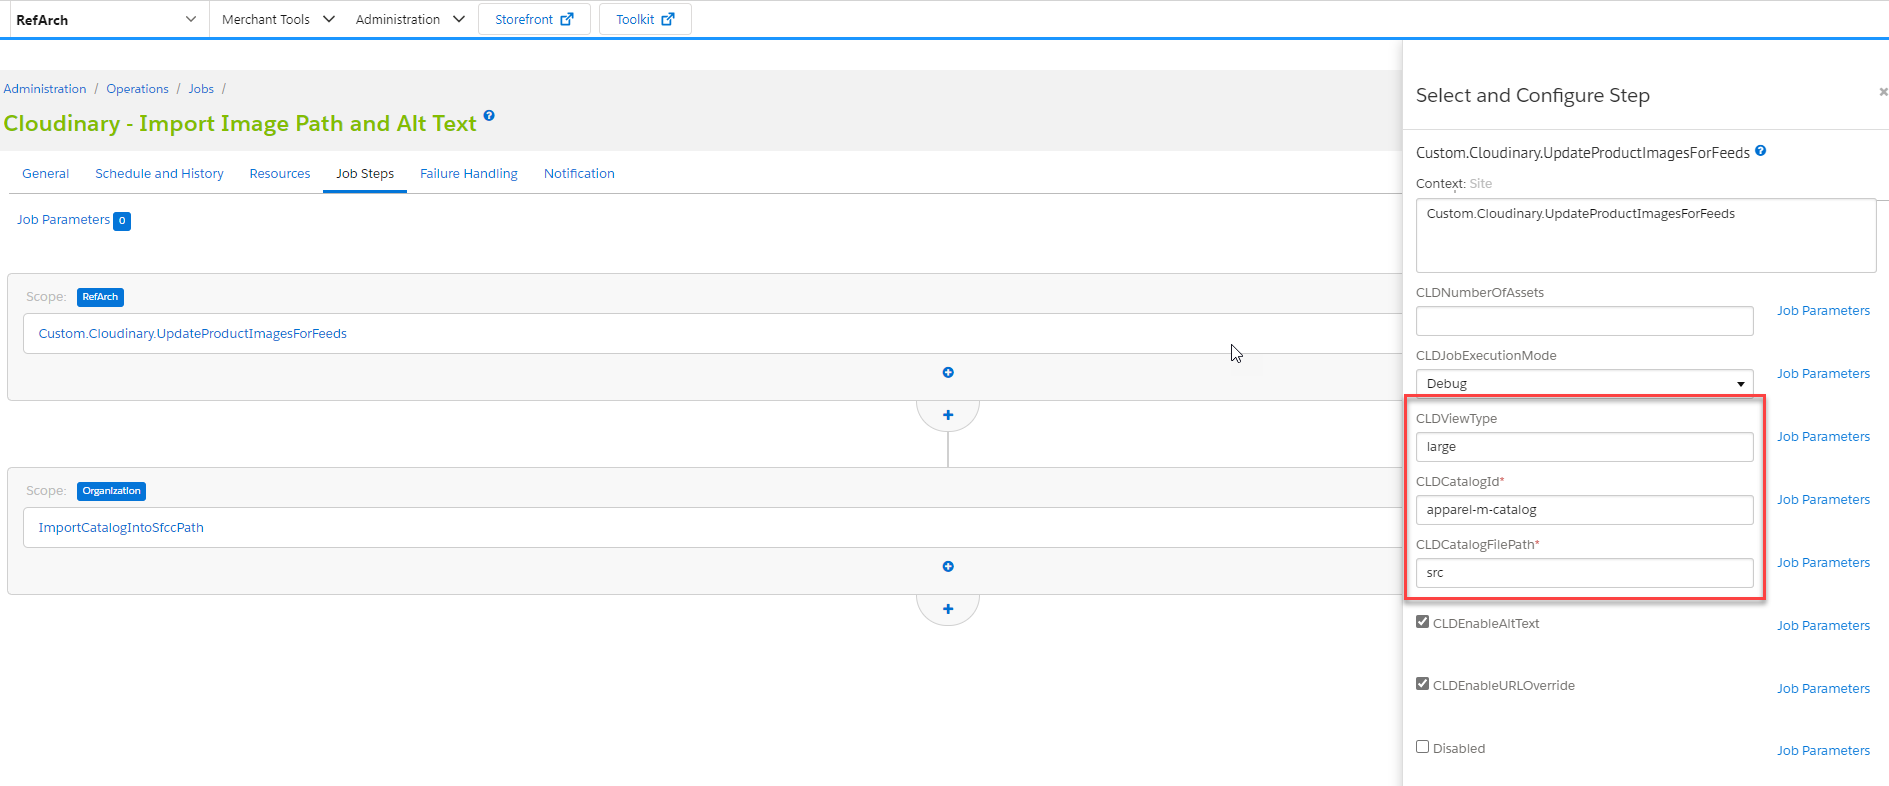 RefArch
Merchant Tools
Administration
Storefront
Toolkit
Administration / Operations / Jobs /
Cloudinary - Import Image Path and Alt Text ?
General
Schedule and History
Resources
Job Steps
Failure Handling
Notification
Job Parameters 0
Scope: RefArch
Custom.Cloudinary.UpdateProductImagesForFeeds
Scope: Organization
ImportCatalogIntoSfccPath
Select and Configure Step
Custom.Cloudinary.UpdateProductImagesForFeeds ?
Context: Site
Custom.Cloudinary.UpdateProductImagesForFeeds
CLDNumberOfAssets
Job Parameters
CLDJobExecutionMode
Debug
Job Parameters
CLDViewType
large
Job Parameters
CLDCatalogId*
apparel-m-catalog
Job Parameters
CLDCatalogFilePath*
src
Job Parameters
CLDEnableAltText
Job Parameters
CLDEnableURLOverride
Job Parameters
Disabled
Job Parameters